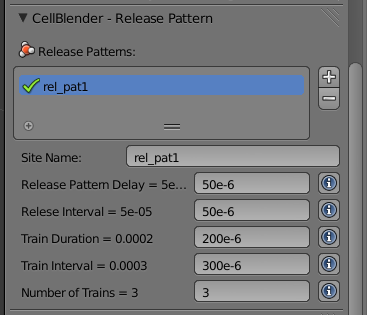 CellBlender - Release Pattern
Release Patterns:
rel_pat1
Site Name: rel_pat1
Release Pattern Delay = 5e... 50e-6
Relese Interval = 5e-05 50e-6
Train Duration = 0.0002 200e-6
Train Interval = 0.0003 300e-6
Number of Trains = 3 3